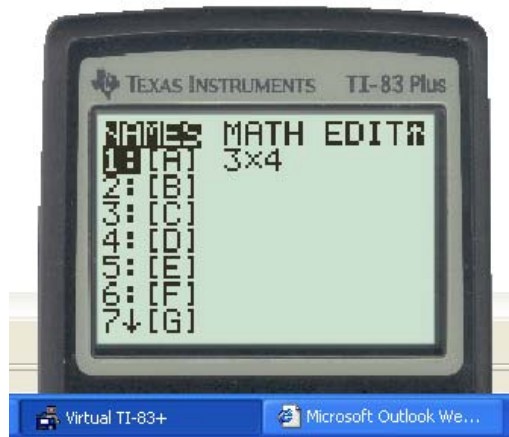 TEXAS INSTRUMENTS TI-83 Plus
NAMES MATH EDIT
1:[A] 3×4
2:[B]
3:[C]
4:[D]
5:[E]
6:[F]
7↓[G]
Virtual TI-83+
Microsoft Outlook We...